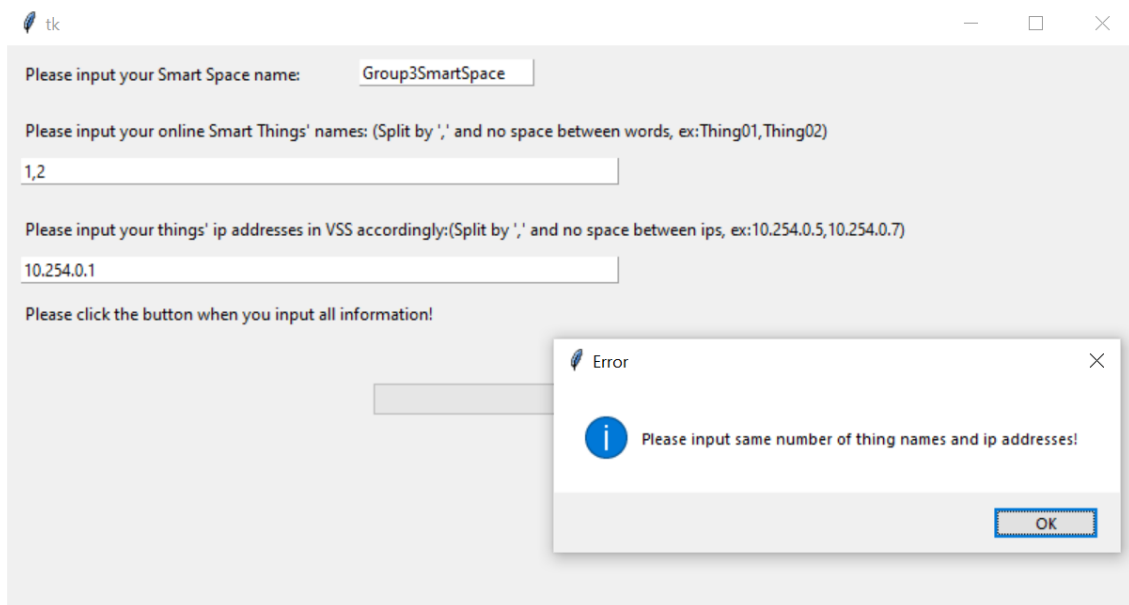 tk
Please input your Smart Space name:
Group3SmartSpace
Please input your online Smart Things' names: (Split by ',' and no space between words, ex:Thing01,Thing02)
1,2
Please input your things' ip addresses in VSS accordingly:(Split by ',' and no space between ips, ex:10.254.0.5,10.254.0.7)
10.254.0.1
Please click the button when you input all information!
Error
Please input same number of thing names and ip addresses!
OK